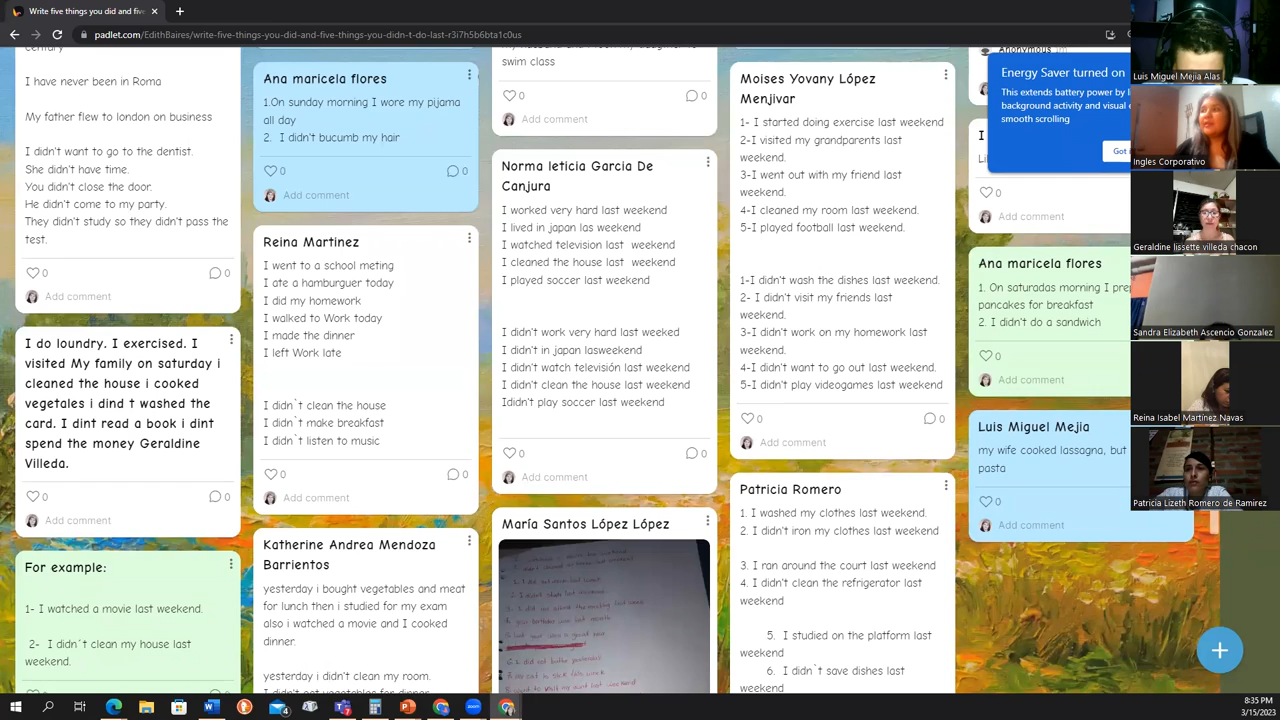 Write five things you did and five
padlet.com/EdithBaires/write-five-things-you-did-and-five-things-you-didn-t-do-last-r3i7h5b6bta1c0us
century
I have never been in Roma
My father flew to london on business
I didn't want to go to the dentist.
She didn't have time.
You didn't close the door.
He didn't come to my party.
They didn't study so they didn't pass the
test.
0
0
Add comment
I do loundry. I exercised. I
visited My family on saturday i
cleaned the house i cooked
vegetales i dind t washed the
card. I dint read a book i dint
spend the money Geraldine
Villeda.
0
0
Add comment
For example:
1- I watched a movie last weekend.
2- I didn´t clean my house last
weekend.
Ana maricela flores
1.On sunday morning I wore my pijama
all day
2. I didn't bucumb my hair
0
0
Add comment
Reina Martinez
I went to a school meting
I ate a hamburguer today
I did my homework
I walked to Work today
I made the dinner
I left Work late
I didn`t clean the house
I didn`t make breakfast
I didn`t listen to music
0
0
Add comment
Katherine Andrea Mendoza
Barrientos
yesterday i bought vegetables and meat
for lunch then i studied for my exam
also i watched a movie and I cooked
dinner.
yesterday i didn't clean my room.
swim class
0
0
Add comment
Norma leticia Garcia De
Canjura
I worked very hard last weekend
I lived in japan las weekend
I watched television last weekend
I cleaned the house last weekend
I played soccer last weekend
I didn't work very hard last weeked
I didn't in japan lasweekend
I didn't watch televisión last weekend
I didn't clean the house last weekend
Ididn't play soccer last weekend
0
0
Add comment
María Santos López López
Moises Yovany López
Menjivar
1- I started doing exercise last weekend
2-I visited my grandparents last
weekend.
3-I went out with my friend last
weekend.
4-I cleaned my room last weekend.
5-I played football last weekend.
1-I didn't wash the dishes last weekend.
2- I didn't visit my friends last
weekend.
3-I didn't work on my homework last
weekend.
4-I didn't want to go out last weekend.
5-I didn't play videogames last weekend
0
0
Add comment
Patricia Romero
1. I washed my clothes last weekend.
2. I didn't iron my clothes last weekend
3. I ran around the court last weekend
4. I didn't clean the refrigerator last
weekend
5. I studied on the platform last
weekend
6. I didn`t save dishes last
weekend
Anonymous
Energy Saver turned on
This extends battery power by
background activity and visual
smooth scrolling
Got
I
0
Add comment
Ana maricela flores
1. On saturadas morning I
pancakes for breakfast
2. I didn't do a sandwich
0
Add comment
Luis Miguel Mejia
my wife cooked lassagna, but
pasta
0
Add comment
Luis Miguel Mejia Alas
Ingles Corporativo
Geraldine lissette villeda chacon
Sandra Elizabeth Ascencio Gonzalez
Reina Isabel Martinez Navas
Patricia Lizeth Romero de Ramirez
8:35 PM
3/15/2023